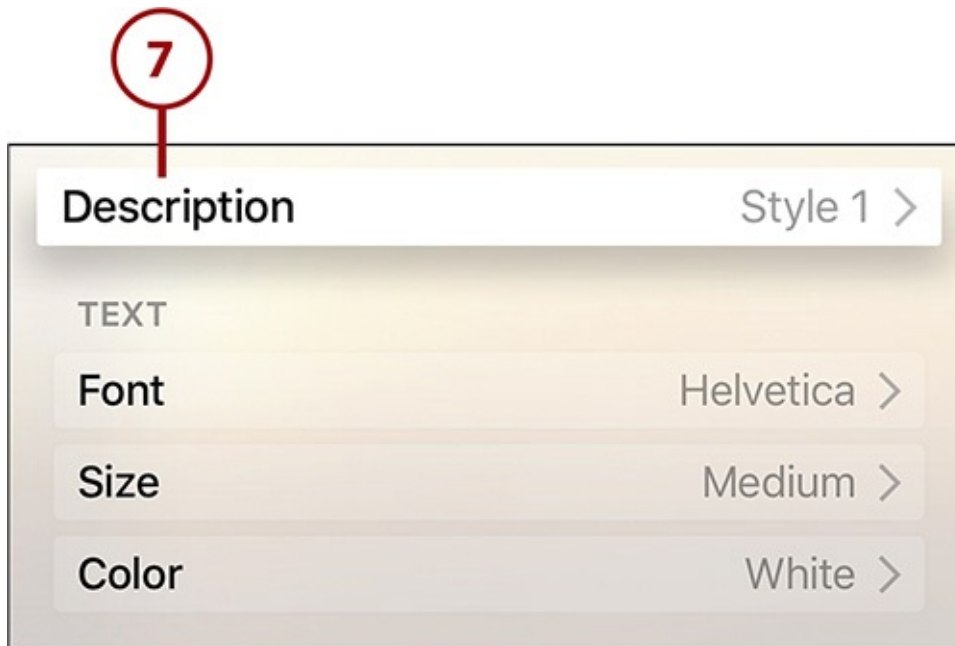 7
Description Style 1 >
TEXT
Font Helvetica >
Size Medium >
Color White >